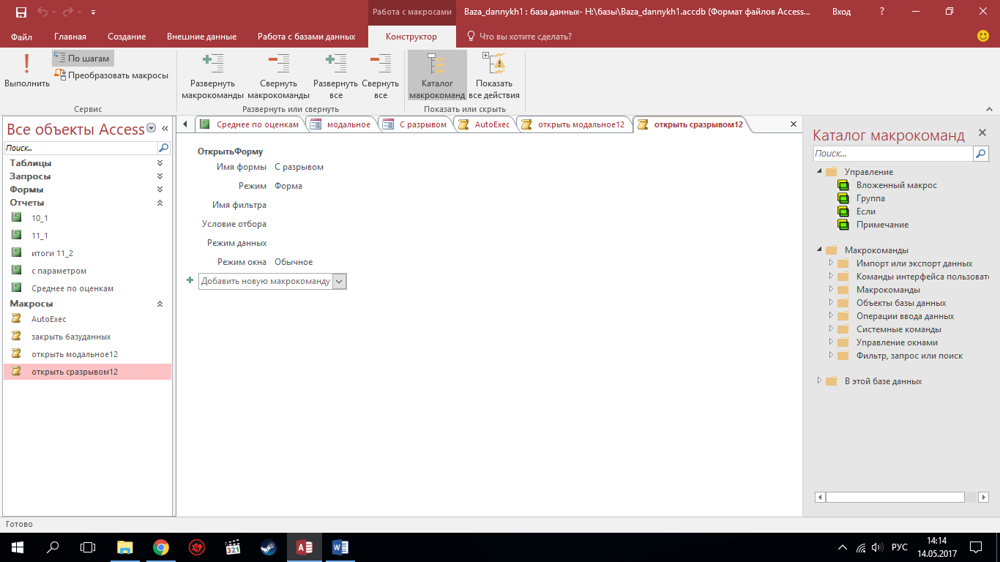 Работа с макросами
Baza_dannykh1 : база данных- H:\базы\Baza_dannykh1.accdb (Формат файлов Access...
Вход
?
Файл
Главная
Создание
Внешние данные
Работа с базами данных
Конструктор
Что вы хотите сделать?
Выполнить
По шагам
Преобразовать макросы
Сервис
Развернуть макрокоманды
Свернуть макрокоманды
Развернуть все
Свернуть все
Развернуть или свернуть
Каталог макрокоманд
Показать все действия
Показать или скрыть
Все объекты Access
Поиск...
Таблицы
Запросы
Формы
Отчеты
10_1
11_1
итоги 11_2
с параметром
Среднее по оценкам
Макросы
AutoExec
закрыть базуданных
открыть модальное12
открыть сразрывом12
Среднее по оценкам
модальное
С разрывом
AutoExec
открыть модальное12
открыть сразрывом12
ОткрытьФорму
Имя формы С разрывом
Режим Форма
Имя фильтра
Условие отбора
Режим данных
Режим окна Обычное
Добавить новую макрокоманду
Каталог макрокоманд
Поиск...
Управление
Вложенный макрос
Группа
Если
Примечание
Макрокоманды
Импорт или экспорт данных
Команды интерфейса пользоват
Макрокоманды
Объекты базы данных
Операции ввода данных
Системные команды
Управление окнами
Фильтр, запрос или поиск
В этой базе данных
Готово
321
РУС
14:14
14.05.2017